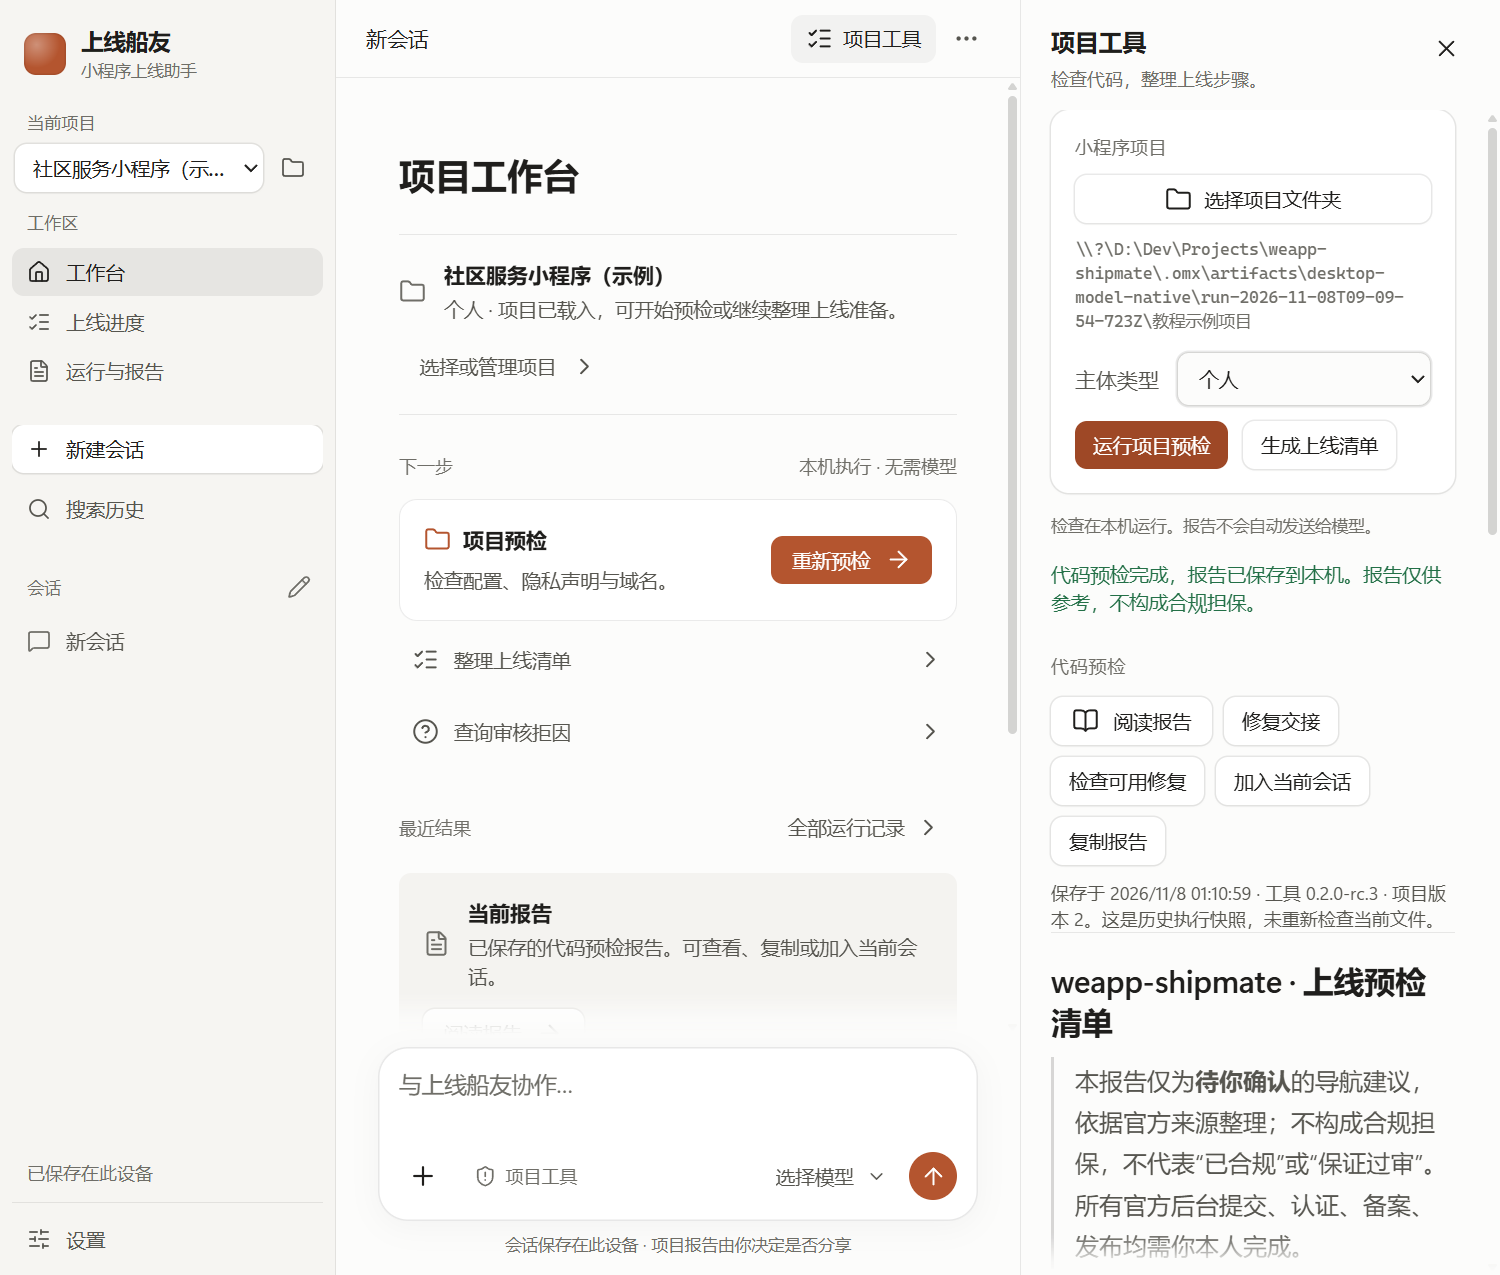 上线船友
小程序上线助手
当前项目
社区服务小程序（示...
工作区
工作台
上线进度
运行与报告
新建会话
搜索历史
会话
新会话
已保存在此设备
设置
新会话
项目工具
项目工作台
社区服务小程序（示例）
个人 · 项目已载入，可开始预检或继续整理上线准备。
选择或管理项目
下一步
本机执行 · 无需模型
项目预检
检查配置、隐私声明与域名。
重新预检
整理上线清单
查询审核拒因
最近结果
全部运行记录
当前报告
已保存的代码预检报告。可查看、复制或加入当前会
话。
阅读报告
与上线船友协作...
项目工具
选择模型
会话保存在此设备 · 项目报告由你决定是否分享
项目工具
检查代码，整理上线步骤。
小程序项目
选择项目文件夹
\\?\D:\Dev\Projects\weapp-
shipmate\.omx\artifacts\desktop-
model-native\run-2026-11-08T09-09-
54-723Z\教程示例项目
主体类型
个人
运行项目预检
生成上线清单
检查在本机运行。报告不会自动发送给模型。
代码预检完成，报告已保存到本机。报告仅供
参考，不构成合规担保。
代码预检
阅读报告
修复交接
检查可用修复
加入当前会话
复制报告
保存于 2026/11/8 01:10:59 · 工具 0.2.0-rc.3 · 项目版
本 2。这是历史执行快照，未重新检查当前文件。
weapp-shipmate · 上线预检
清单
本报告仅为待你确认的导航建议，
依据官方来源整理；不构成合规担
保，不代表“已合规”或“保证过审”。
所有官方后台提交、认证、备案、
发布均需你本人完成。